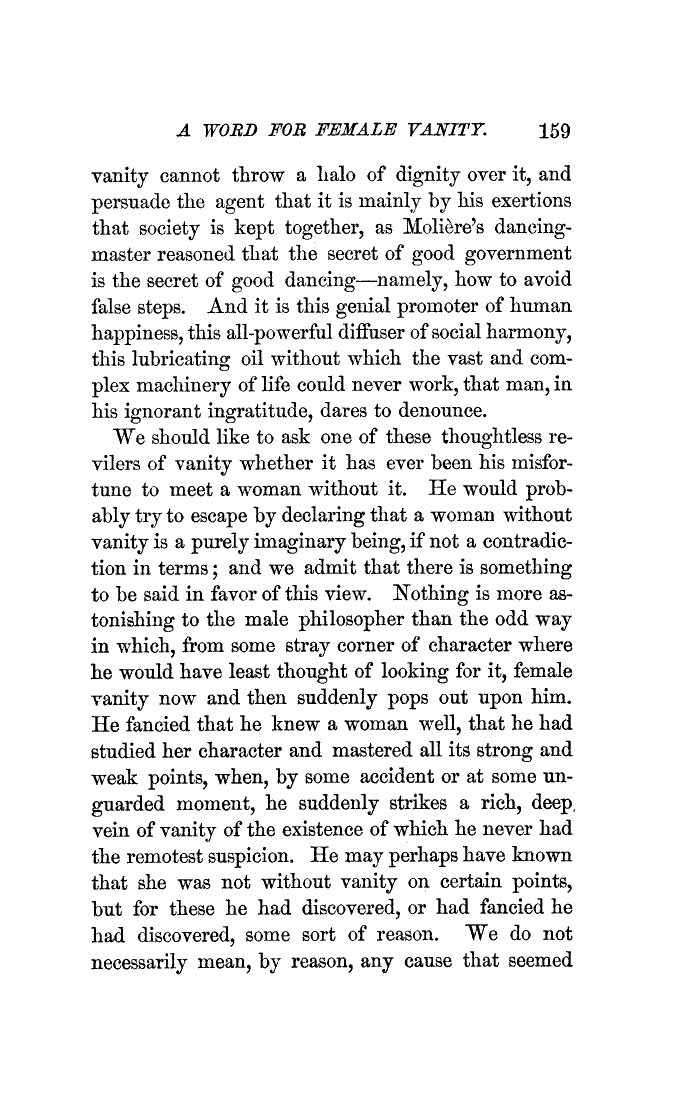 A WORD FOR FEMALE VANITY. 159
vanity cannot throw a halo of dignity over it, and
persuade the agent that it is mainly by his exertions
that society is kept together, as Molière's dancing-
master reasoned that the secret of good government
is the secret of good dancing—namely, how to avoid
false steps. And it is this genial promoter of human
happiness, this all-powerful diffuser of social harmony,
this lubricating oil without which the vast and com-
plex machinery of life could never work, that man, in
his ignorant ingratitude, dares to denounce.
We should like to ask one of these thoughtless re-
vilers of vanity whether it has ever been his misfor-
tune to meet a woman without it. He would prob-
ably try to escape by declaring that a woman without
vanity is a purely imaginary being, if not a contradic-
tion in terms; and we admit that there is something
to be said in favor of this view. Nothing is more as-
tonishing to the male philosopher than the odd way
in which, from some stray corner of character where
he would have least thought of looking for it, female
vanity now and then suddenly pops out upon him.
He fancied that he knew a woman well, that he had
studied her character and mastered all its strong and
weak points, when, by some accident or at some un-
guarded moment, he suddenly strikes a rich, deep,
vein of vanity of the existence of which he never had
the remotest suspicion. He may perhaps have known
that she was not without vanity on certain points,
but for these he had discovered, or had fancied he
had discovered, some sort of reason. We do not
necessarily mean, by reason, any cause that seemed